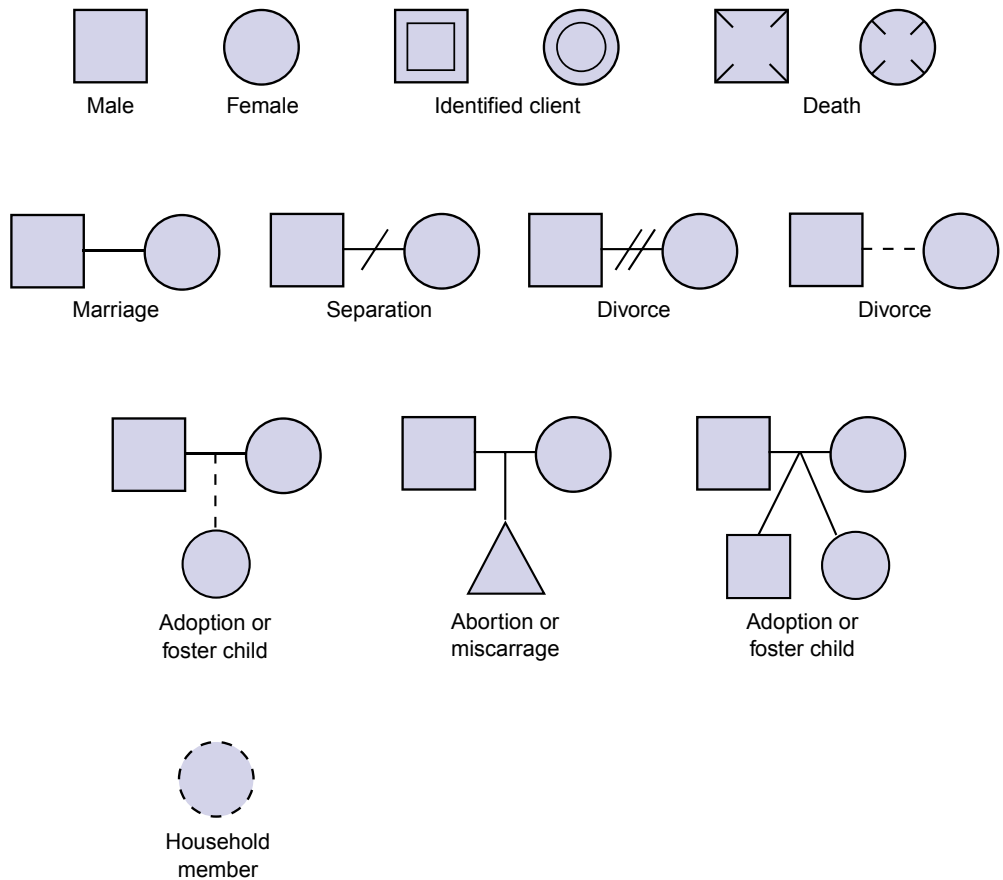 Male
Female
Identified client
Death
Marriage
Separation
Divorce
Divorce
Adoption or
foster child
Abortion or
miscarrage
Adoption or
foster child
Household
member